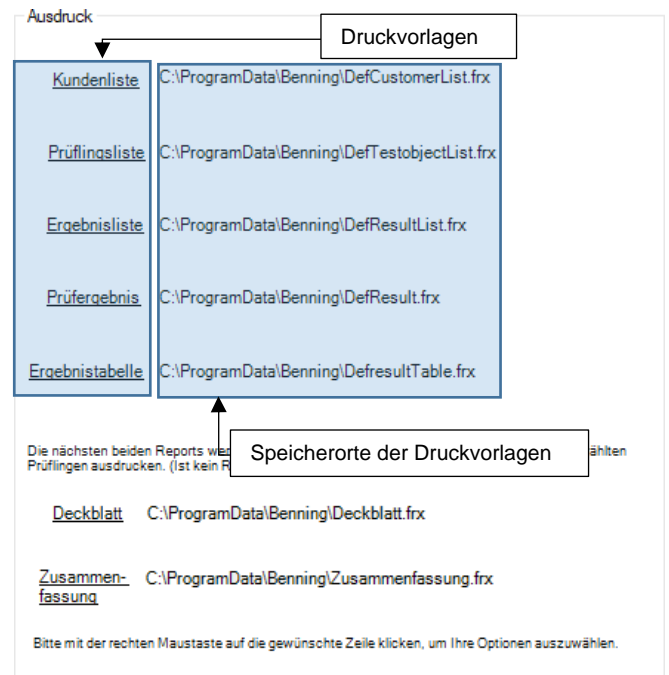 Ausdruck
Druckvorlagen
Kundenliste C:\ProgramData\Benning\DefCustomerList.frx
Prüflingsliste C:\ProgramData\Benning\DefTestobjectList.frx
Ergebnisliste C:\ProgramData\Benning\DefResultList.frx
Prüfergebnis C:\ProgramData\Benning\DefResult.frx
Ergebnistabelle C:\ProgramData\Benning\DefresultTable.frx
Speicherorte der Druckvorlagen
Die nächsten beiden Reports
Prüflingen ausdrucken. (Ist kein
Deckblatt C:\ProgramData\Benning\Deckblatt.frx
Zusammen- C:\ProgramData\Benning\Zusammenfassung.frx
fassung
Bitte mit der rechten Maustaste auf die gewünschte Zeile klicken, um Ihre Optionen auszuwählen.